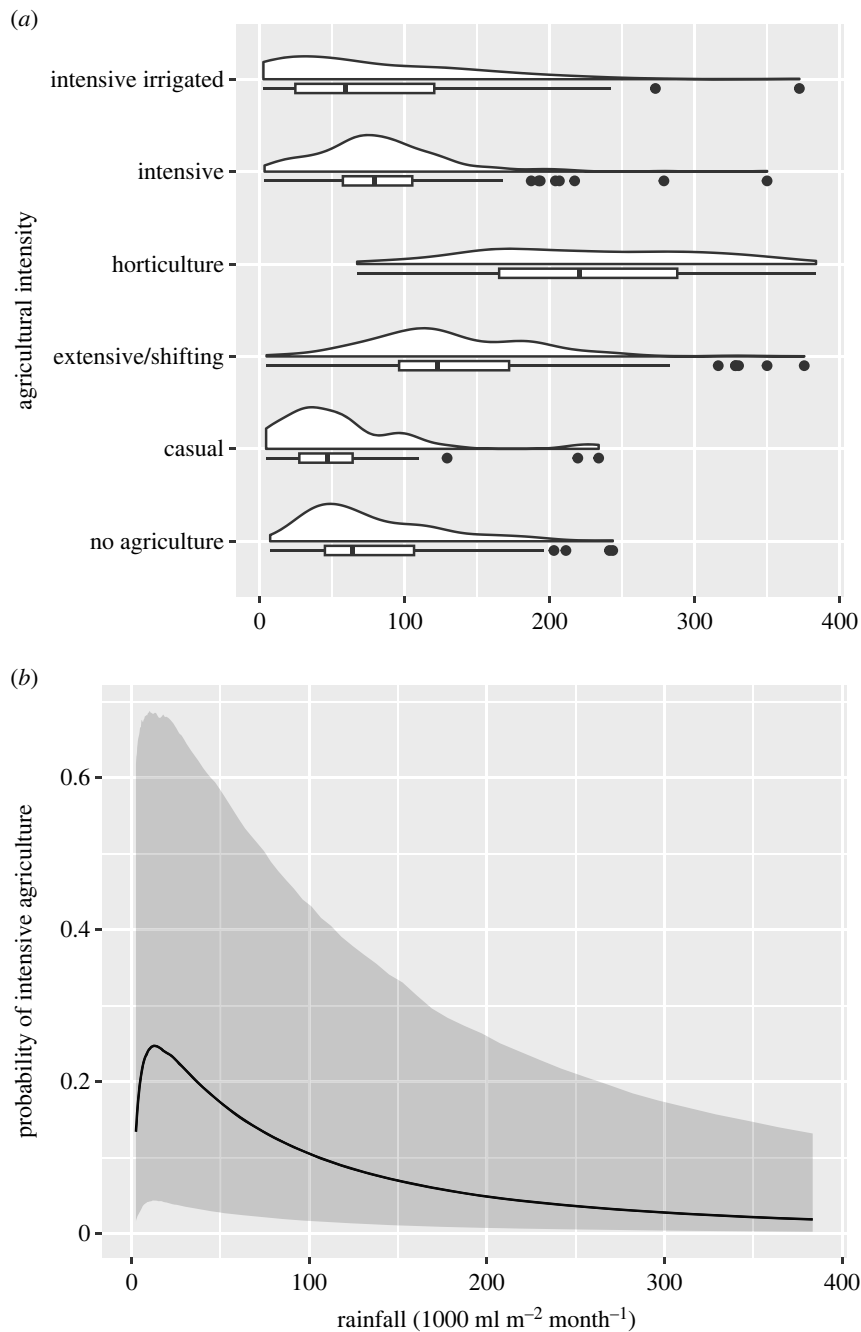 (a)
agricultural intensity
intensive irrigated
intensive
horticulture
extensive/shifting
casual
no agriculture
0 100 200 300 400
(b)
probability of intensive agriculture
0.6
0.4
0.2
0
0 100 200 300 400
rainfall (1000 ml m⁻² month⁻¹)